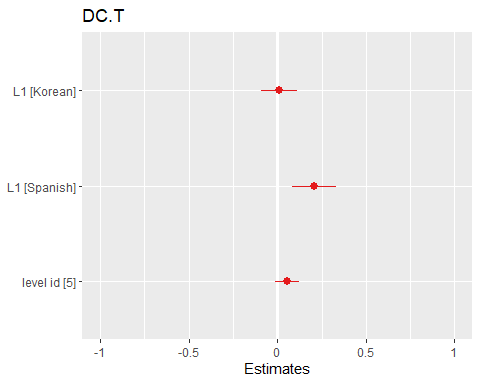 DC.T
L1 [Korean]
L1 [Spanish]
level id [5]
-1 -0.5 0 0.5 1
Estimates